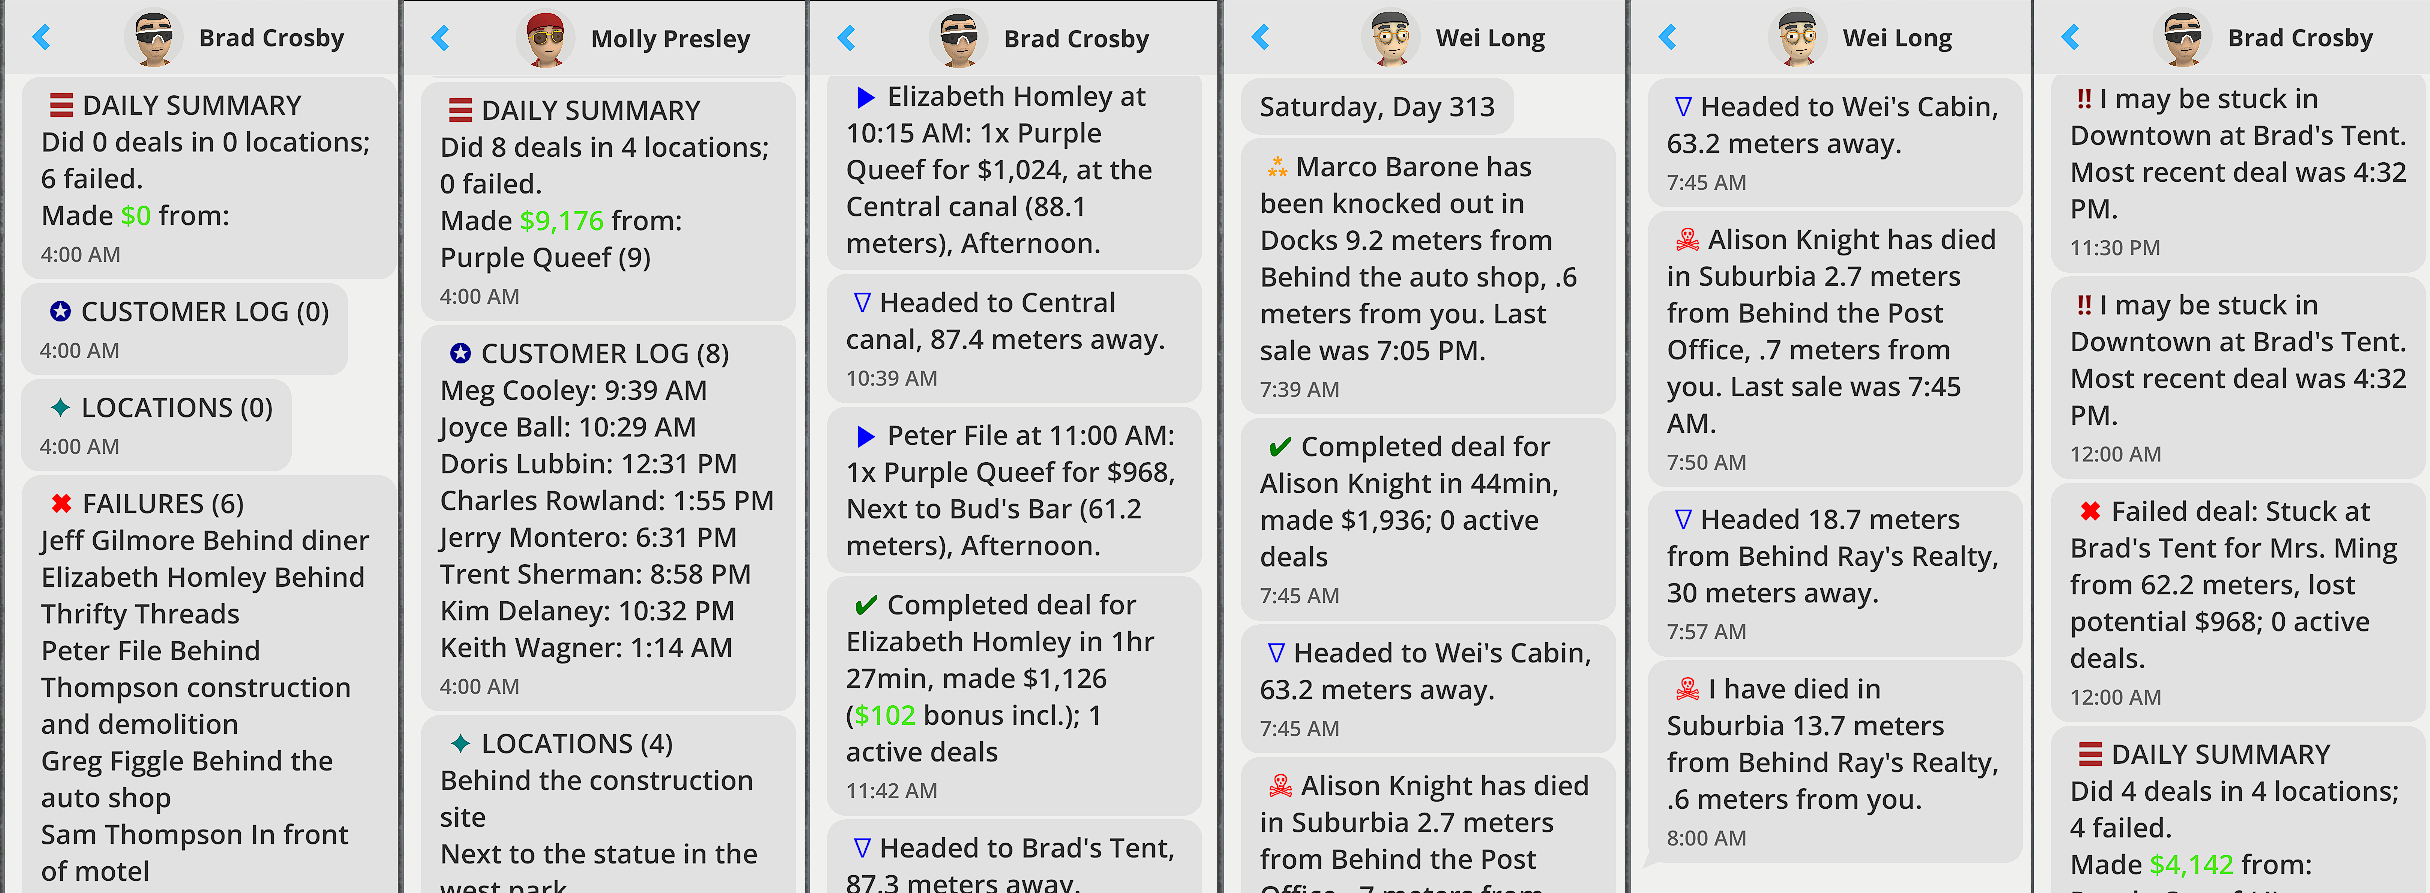 Brad Crosby
DAILY SUMMARY
Did 0 deals in 0 locations;
6 failed.
Made $0 from:
4:00 AM
CUSTOMER LOG (0)
4:00 AM
LOCATIONS (0)
4:00 AM
FAILURES (6)
Jeff Gilmore Behind diner
Elizabeth Homley Behind
Thrifty Threads
Peter File Behind
Thompson construction
and demolition
Greg Figgle Behind the
auto shop
Sam Thompson In front
of motel
Molly Presley
DAILY SUMMARY
Did 8 deals in 4 locations;
0 failed.
Made $9,176 from:
Purple Queef (9)
4:00 AM
CUSTOMER LOG (8)
Meg Cooley: 9:39 AM
Joyce Ball: 10:29 AM
Doris Lubbin: 12:31 PM
Charles Rowland: 1:55 PM
Jerry Montero: 6:31 PM
Trent Sherman: 8:58 PM
Kim Delaney: 10:32 PM
Keith Wagner: 1:14 AM
4:00 AM
LOCATIONS (4)
Behind the construction
site
Next to the statue in the
west park
Brad Crosby
Elizabeth Homley at
10:15 AM: 1x Purple
Queef for $1,024, at the
Central canal (88.1
meters), Afternoon.
Headed to Central
canal, 87.4 meters away.
10:39 AM
Peter File at 11:00 AM:
1x Purple Queef for $968,
Next to Bud's Bar (61.2
meters), Afternoon.
Completed deal for
Elizabeth Homley in 1hr
27min, made $1,126
($102 bonus incl.); 1
active deals
11:42 AM
Headed to Brad's Tent,
87.3 meters away.
Wei Long
Saturday, Day 313
Marco Barone has
been knocked out in
Docks 9.2 meters from
Behind the auto shop, .6
meters from you. Last
sale was 7:05 PM.
7:39 AM
Completed deal for
Alison Knight in 44min,
made $1,936; 0 active
deals
7:45 AM
Headed to Wei's Cabin,
63.2 meters away.
7:45 AM
Alison Knight has died
in Suburbia 2.7 meters
from Behind the Post
Office, .7 meters from
Wei Long
Headed to Wei's Cabin,
63.2 meters away.
7:45 AM
Alison Knight has died
in Suburbia 2.7 meters
from Behind the Post
Office, .7 meters from
you. Last sale was 7:45
AM.
7:50 AM
Headed 18.7 meters
from Behind Ray's Realty,
30 meters away.
7:57 AM
I have died in
Suburbia 13.7 meters
from Behind Ray's Realty,
.6 meters from you.
8:00 AM
Brad Crosby
!! I may be stuck in
Downtown at Brad's Tent.
Most recent deal was 4:32
PM.
11:30 PM
!! I may be stuck in
Downtown at Brad's Tent.
Most recent deal was 4:32
PM.
12:00 AM
Failed deal: Stuck at
Brad's Tent for Mrs. Ming
from 62.2 meters, lost
potential $968; 0 active
deals.
12:00 AM
DAILY SUMMARY
Did 4 deals in 4 locations;
4 failed.
Made $4,142 from: